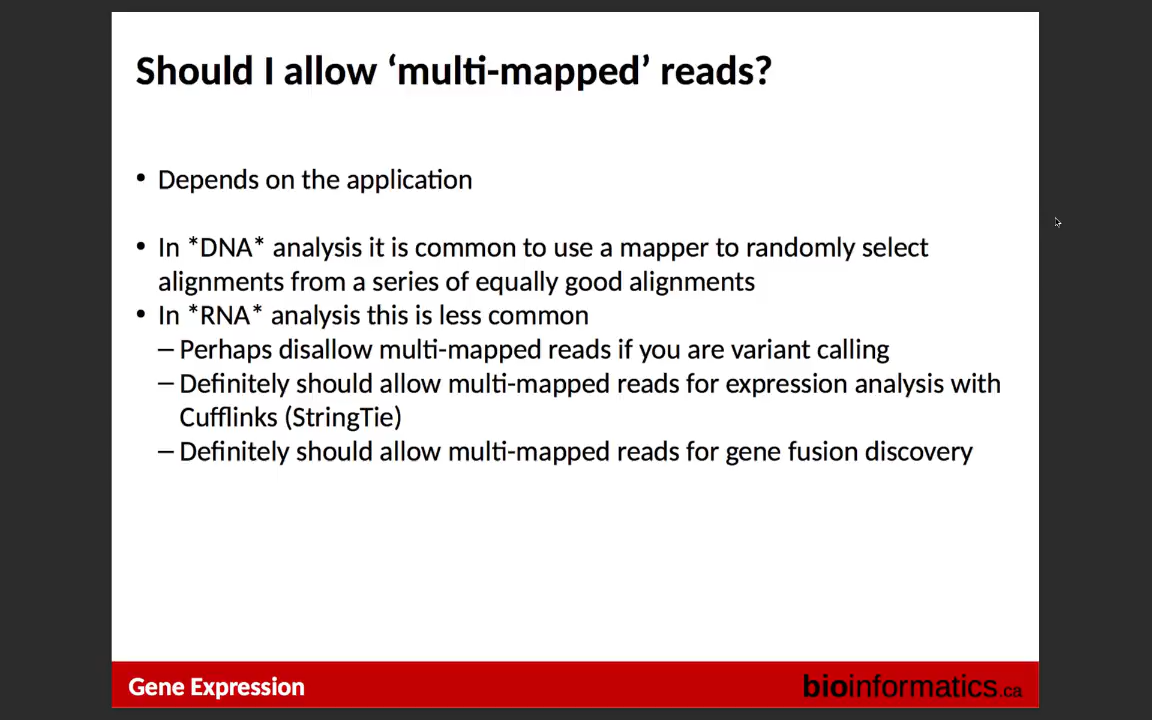 Should I allow ‘multi-mapped’ reads?
• Depends on the application
• In *DNA* analysis it is common to use a mapper to randomly select
alignments from a series of equally good alignments
• In *RNA* analysis this is less common
– Perhaps disallow multi-mapped reads if you are variant calling
– Definitely should allow multi-mapped reads for expression analysis with
Cufflinks (StringTie)
– Definitely should allow multi-mapped reads for gene fusion discovery
Gene Expression
bioinformatics.ca